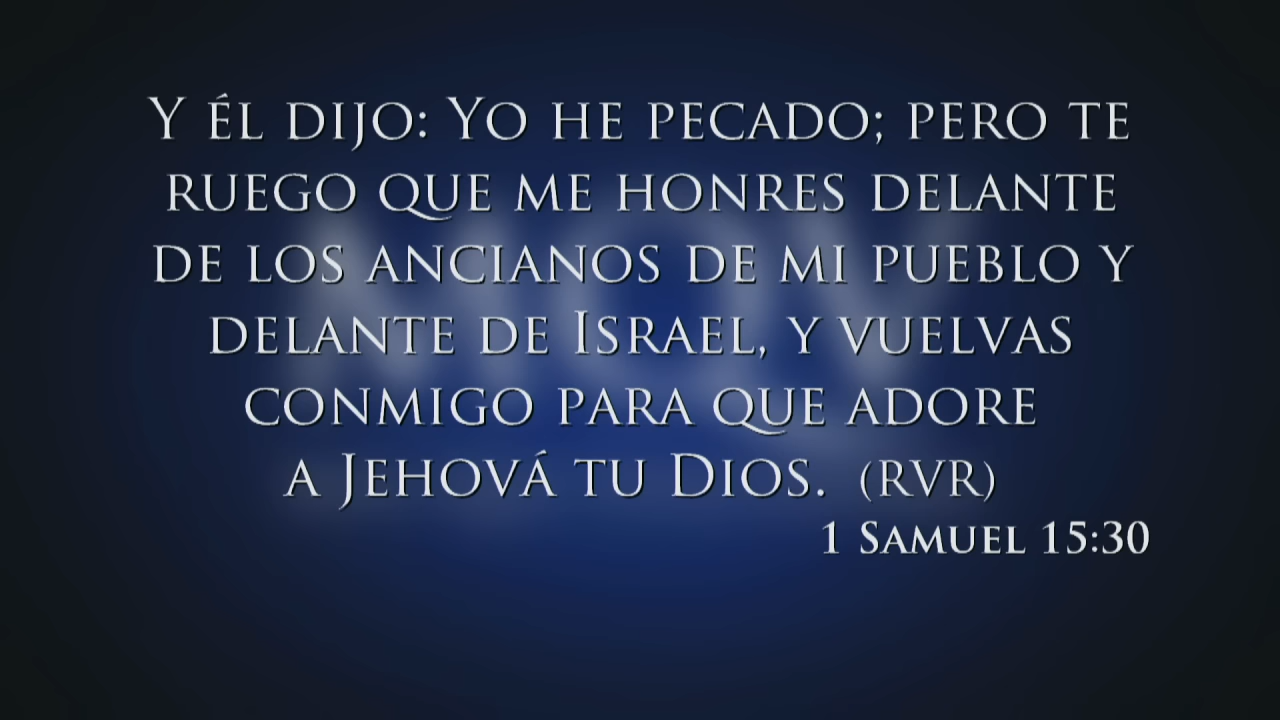 Y él dijo: Yo he pecado; pero te
ruego que me honres delante
de los ancianos de mi pueblo y
delante de Israel, y vuelvas
conmigo para que adore
a Jehová tu Dios. (RVR)
1 Samuel 15:30